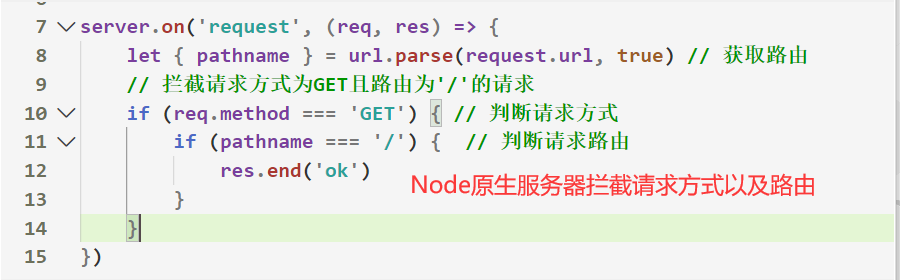 7 server.on('request', (req, res) => {
8 let { pathname } = url.parse(request.url, true) // 获取路由
9 // 拦截请求方式为GET且路由为'/'的请求
10 if (req.method === 'GET') { // 判断请求方式
11 if (pathname === '/') { // 判断请求路由
12 res.end('ok')
Node原生服务器拦截请求方式以及路由
13 }
14 }
15 })